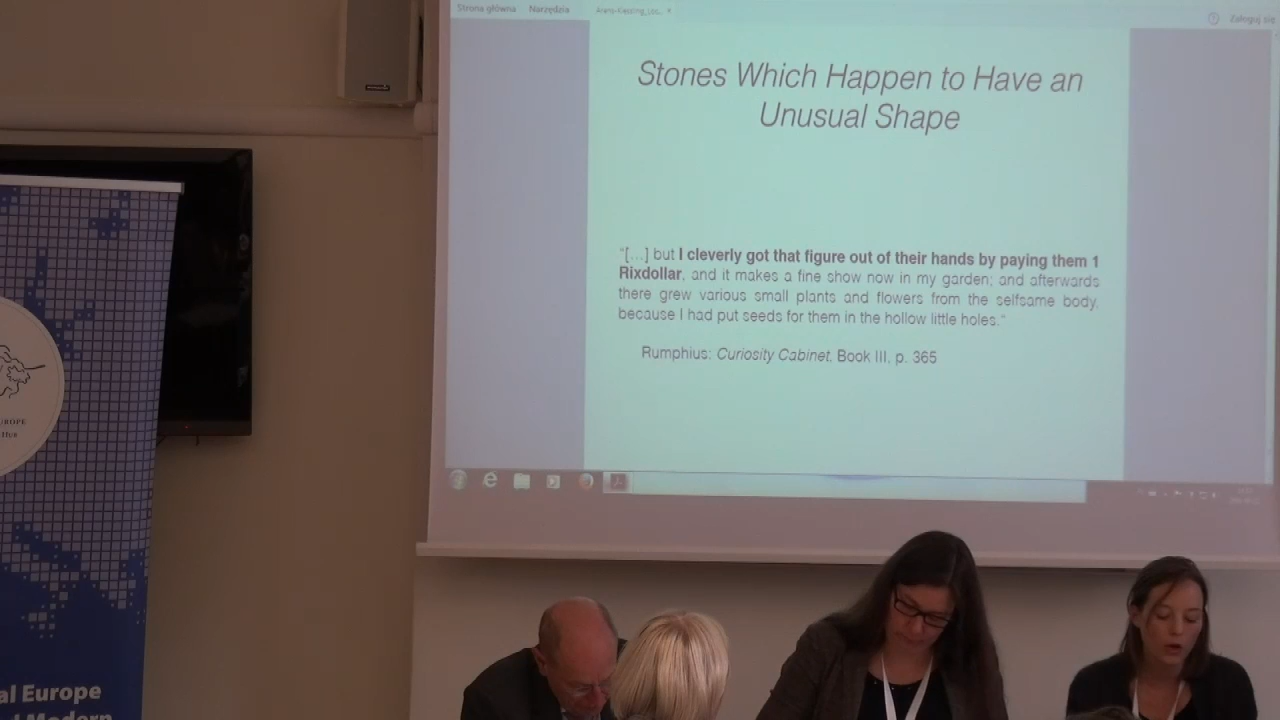 Strona główna Narzędzia
Zaloguj się
Stones Which Happen to Have an
Unusual Shape
"[...] but I cleverly got that figure out of their hands by paying them 1
Rixdollar, and it makes a fine show now in my garden; and afterwards
there grew various small plants and flowers from the selfsame body,
because I had put seeds for them in the hollow little holes."
Rumphius: Curiosity Cabinet. Book III. p. 365
al Europe
Modern